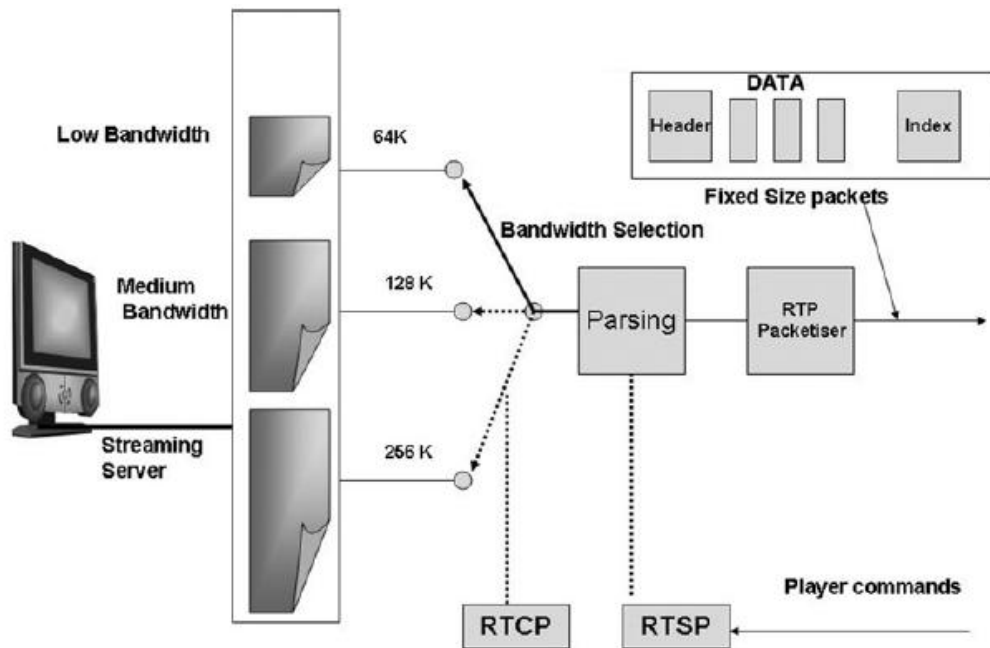 DATA
Header
Index
Low Bandwidth
64K
Fixed Size packets
Bandwidth Selection
Medium
Bandwidth
128 K
Parsing
RTP
Packetiser
Streaming
Server
256 K
Player commands
RTCP
RTSP